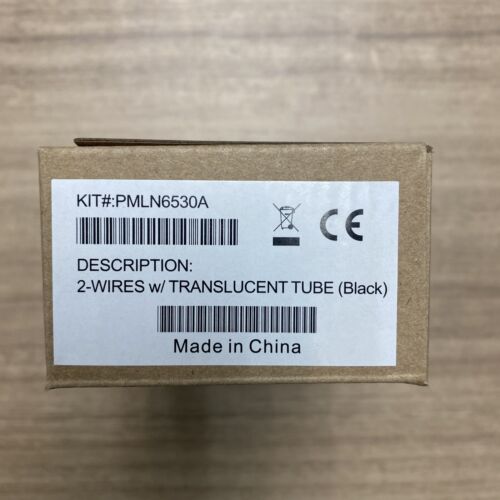 KIT#:PMLN6530A
CE
DESCRIPTION:
2-WIRES w/ TRANSLUCENT TUBE (Black)
Made in China